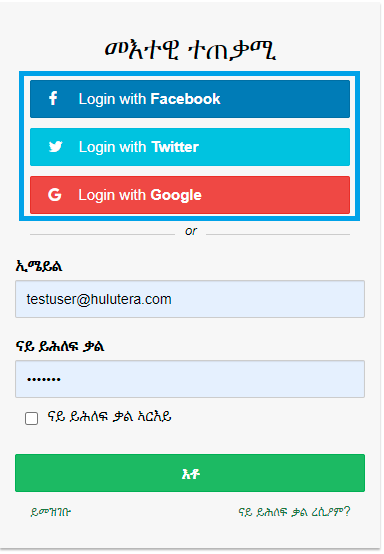 መእተዊ ተጠቃሚ
Login with Facebook
Login with Twitter
Login with Google
or
ኢሜይል
testuser@hulutera.com
ናይ ይሕለፍ ቃል
•••••••
ናይ ይሕለፍ ቃል ኣርእይ
እቶ
ይመዝገቡ
ናይ ይሕለፍ ቃል ረሲዖም?